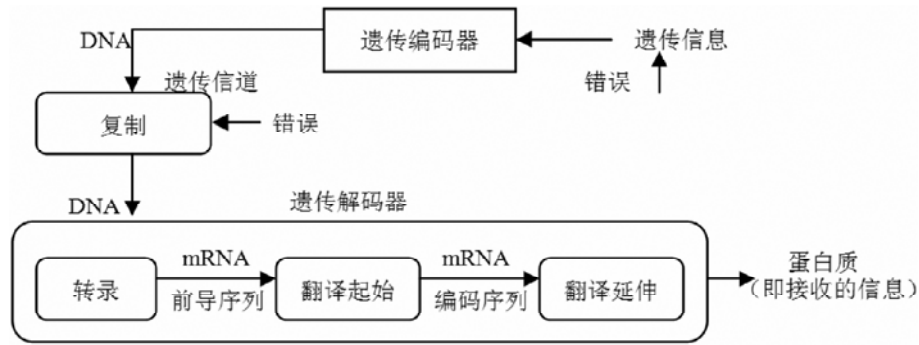 DNA
遗传编码器
遗传信息
错误
遗传信道
复制
错误
DNA
遗传解码器
转录
mRNA
前导序列
翻译起始
mRNA
编码序列
翻译延伸
蛋白质
（即接收的信息）